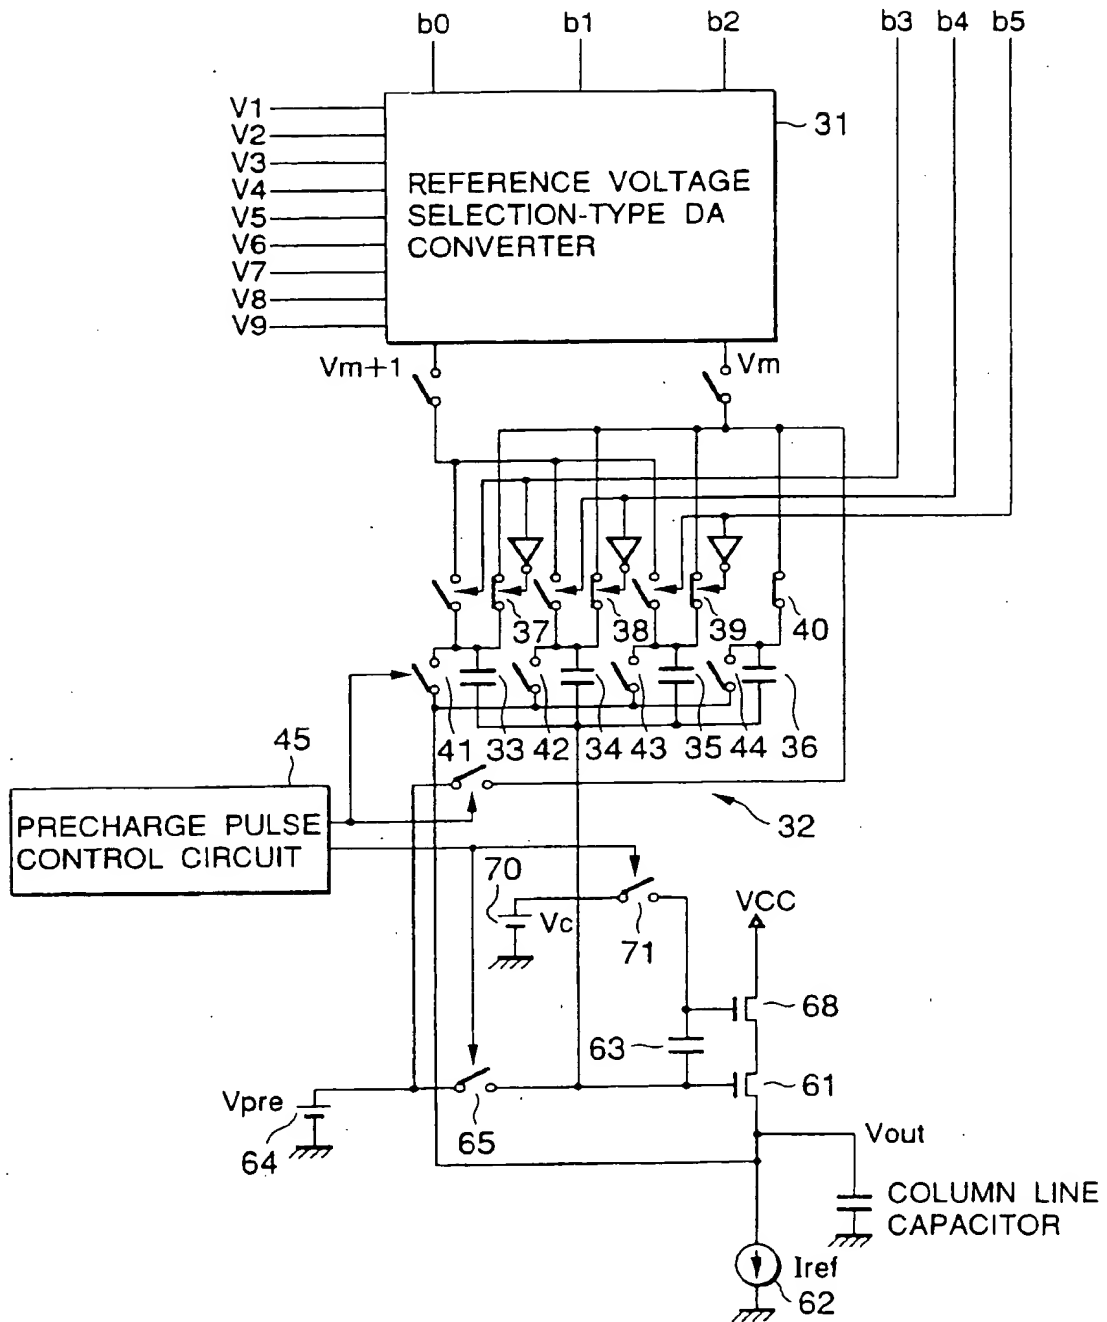 b0 b1 b2 b3 b4 b5
V1
V2
V3
V4
V5
V6
V7
V8
V9
REFERENCE VOLTAGE
SELECTION-TYPE DA
CONVERTER
31
Vm+1 Vm
37 38 39 40
41 33 42 34 43 35 44 36
45
PRECHARGE PULSE
CONTROL CIRCUIT
32
70
Vc
71
VCC
68
63
61
Vpre
64
65
Vout
COLUMN LINE
CAPACITOR
Iref
62